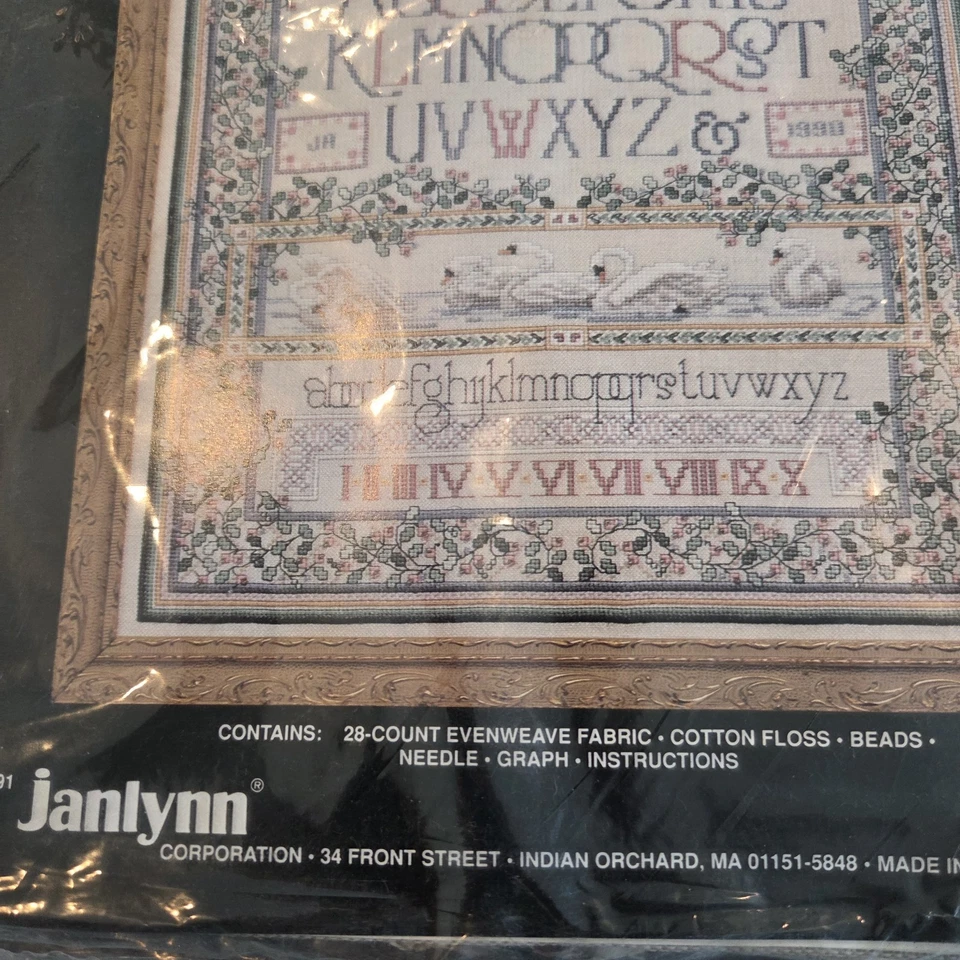 KLMNOPQRST
JA UVWXYZ & 1990
abcdefghijklmnopqrstuvwxyz
I·II·III·IV·V·VI·VII·VIII·IX·X
CONTAINS: 28-COUNT EVENWEAVE FABRIC • COTTON FLOSS • BEADS •
NEEDLE • GRAPH • INSTRUCTIONS
91
janlynn®
CORPORATION • 34 FRONT STREET • INDIAN ORCHARD, MA 01151-5848 • MADE IN